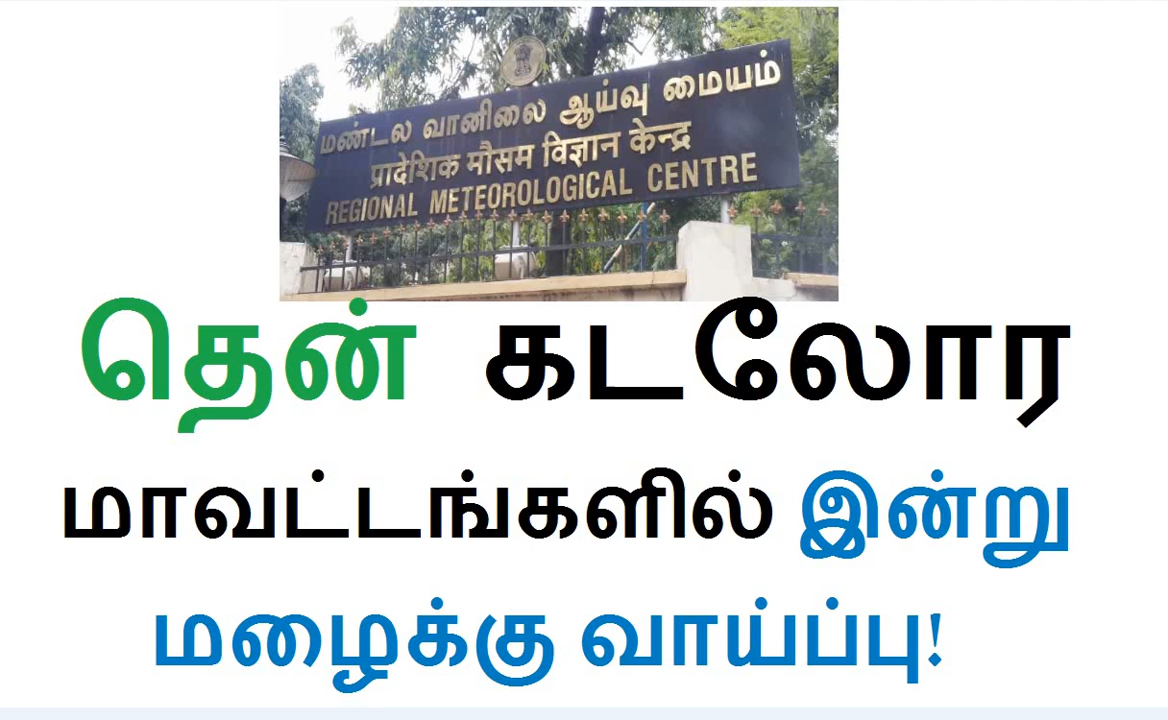 மண்டல வானிலை ஆய்வு மையம்
प्रादेशिक मौसम विज्ञान केन्द्र
REGIONAL METEOROLOGICAL CENTRE
தென் கடலோர
மாவட்டங்களில் இன்று
மழைக்கு வாய்ப்பு!